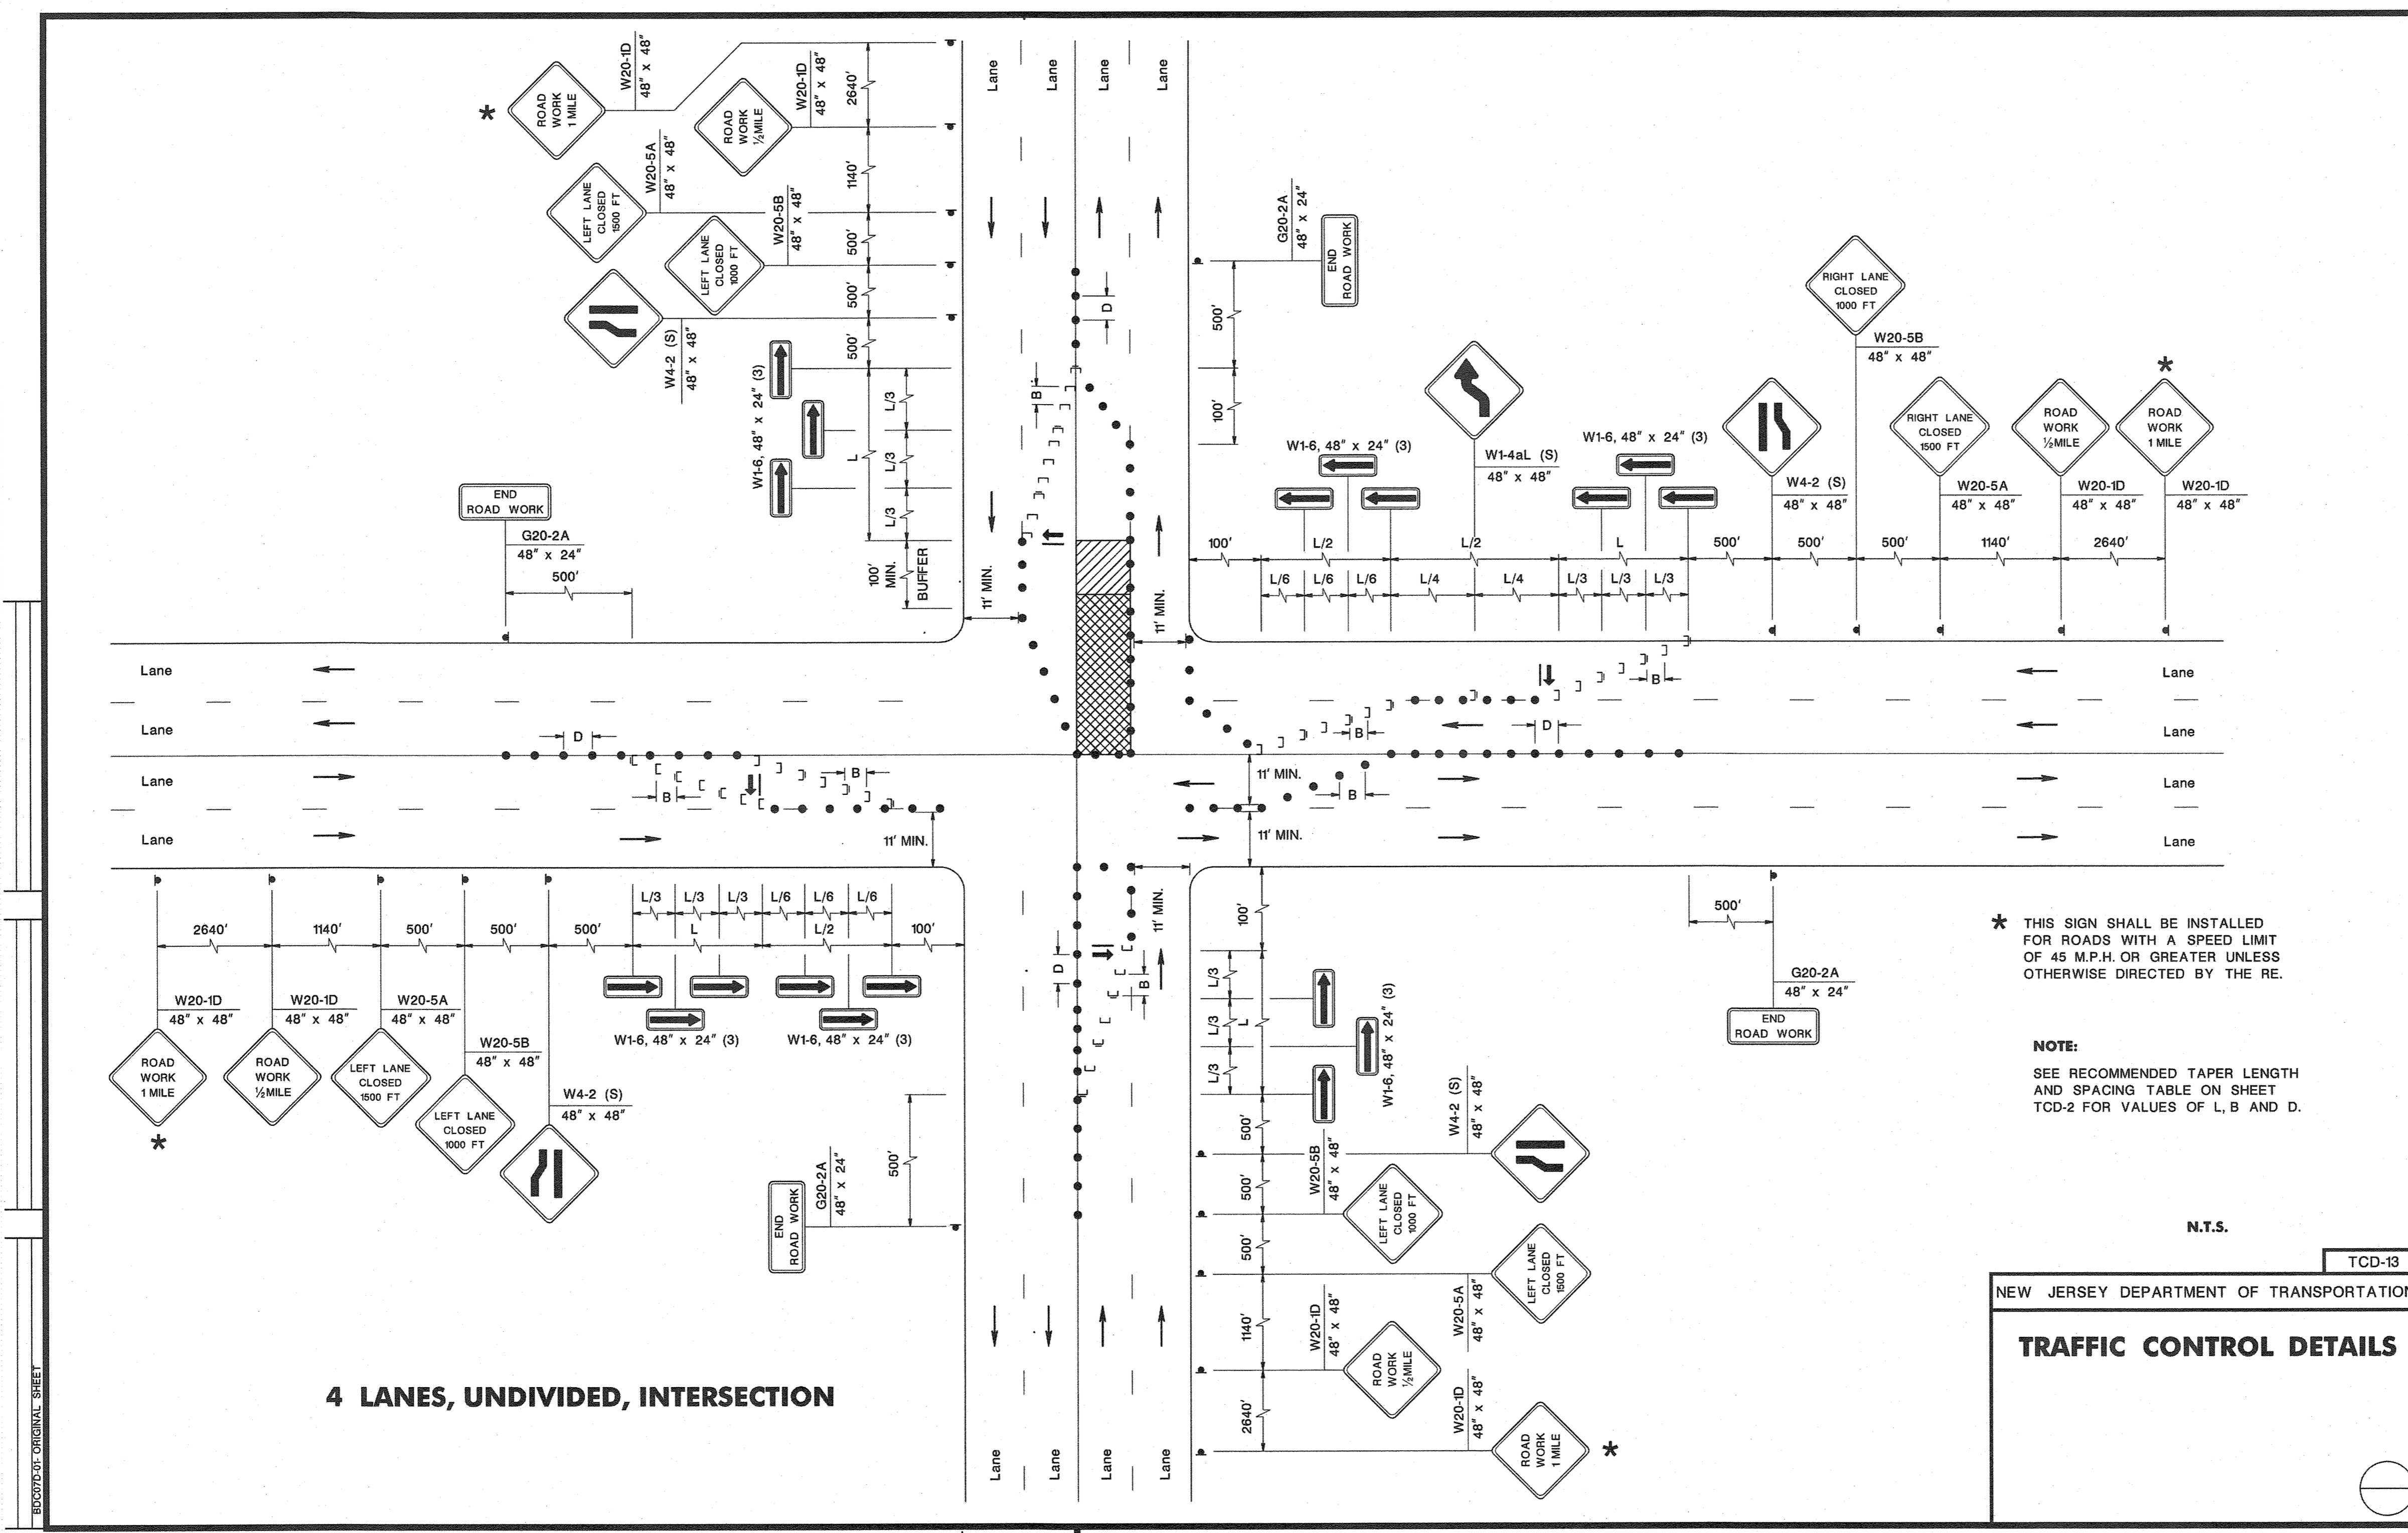 W20-1D
48" x 48"
ROAD
WORK
1 MILE
*
W20-1D
48" x 48"
ROAD
WORK
½ MILE
W20-5A
48" x 48"
LEFT LANE
CLOSED
1500 FT
W20-5B
48" x 48"
LEFT LANE
CLOSED
1000 FT
W4-2 (S)
48" x 48"
W1-6, 48" x 24" (3)
2640'
1140'
500'
500'
500'
L/3
L/3
L/3
L
100'
MIN.
BUFFER
11' MIN.
Lane
Lane
Lane
Lane
D
B
END
ROAD WORK
G20-2A
48" x 24"
500'
G20-2A
48" x 24"
END
ROAD WORK
500'
100'
11' MIN.
W1-6, 48" x 24" (3)
W1-4aL (S)
48" x 48"
W1-6, 48" x 24" (3)
W4-2 (S)
48" x 48"
RIGHT LANE
CLOSED
1000 FT
W20-5B
48" x 48"
RIGHT LANE
CLOSED
1500 FT
W20-5A
48" x 48"
ROAD
WORK
½ MILE
W20-1D
48" x 48"
*
ROAD
WORK
1 MILE
W20-1D
48" x 48"
100'
L/2
L/2
L
500'
500'
500'
1140'
2640'
L/6
L/6
L/6
L/4
L/4
L/3
L/3
L/3
Lane
Lane
Lane
Lane
D
B
B
11' MIN.
B
B
D
B
11' MIN.
11' MIN.
Lane
Lane
Lane
Lane
L/3
L/3
L/3
L/6
L/6
L/6
2640'
1140'
500'
500'
500'
L
L/2
100'
W20-1D
48" x 48"
ROAD
WORK
1 MILE
*
W20-1D
48" x 48"
ROAD
WORK
½ MILE
W20-5A
48" x 48"
LEFT LANE
CLOSED
1500 FT
W20-5B
48" x 48"
LEFT LANE
CLOSED
1000 FT
W4-2 (S)
48" x 48"
W1-6, 48" x 24" (3)
W1-6, 48" x 24" (3)
G20-2A
48" x 24"
END
ROAD WORK
500'
D
B
11' MIN.
Lane
Lane
Lane
Lane
100'
L/3
L/3
L/3
L
500'
500'
500'
1140'
2640'
W1-6, 48" x 24" (3)
W4-2 (S)
48" x 48"
W20-5B
48" x 48"
LEFT LANE
CLOSED
1000 FT
W20-5A
48" x 48"
LEFT LANE
CLOSED
1500 FT
W20-1D
48" x 48"
ROAD
WORK
½ MILE
W20-1D
48" x 48"
ROAD
WORK
1 MILE
*
500'
G20-2A
48" x 24"
END
ROAD WORK
* THIS SIGN SHALL BE INSTALLED
FOR ROADS WITH A SPEED LIMIT
OF 45 M.P.H. OR GREATER UNLESS
OTHERWISE DIRECTED BY THE RE.
NOTE:
SEE RECOMMENDED TAPER LENGTH
AND SPACING TABLE ON SHEET
TCD-2 FOR VALUES OF L, B AND D.
N.T.S.
TCD-13
NEW JERSEY DEPARTMENT OF TRANSPORTATION
TRAFFIC CONTROL DETAILS
4 LANES, UNDIVIDED, INTERSECTION
BDC07D-01- ORIGINAL SHEET